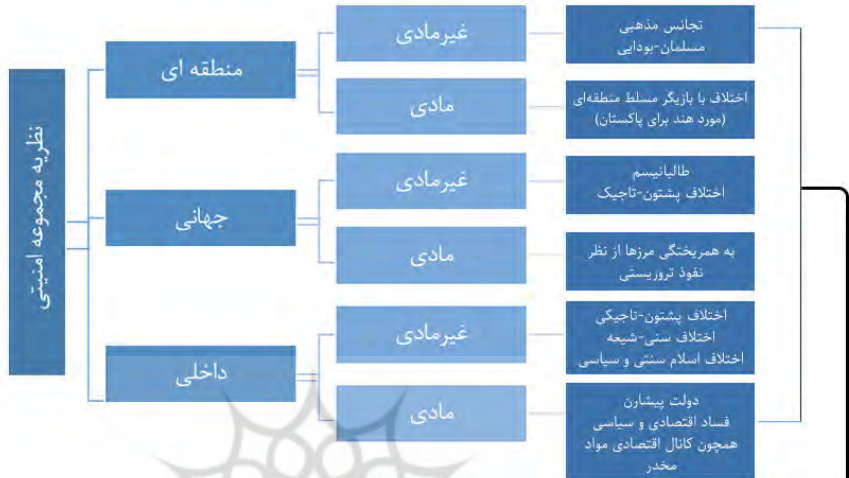 نظریه مجموعه امنیتی
منطقه ای
غیرمادی
تجانس مذهبی
مسلمان-بودایی
مادی
اختلاف با بازیگر مسلط منطقه‌ای
(مورد هند برای پاکستان)
جهانی
غیرمادی
طالبانیسم
اختلاف پشتون-تاجیک
مادی
به همریختگی مرزها از نظر
نفوذ تروریستی
داخلی
غیرمادی
اختلاف پشتون-تاجیکی
اختلاف سنی-شیعه
اختلاف اسلام سنتی و سیاسی
مادی
دولت پیشارن
فساد اقتصادی و سیاسی
همچون کانال اقتصادی مواد
مخدر